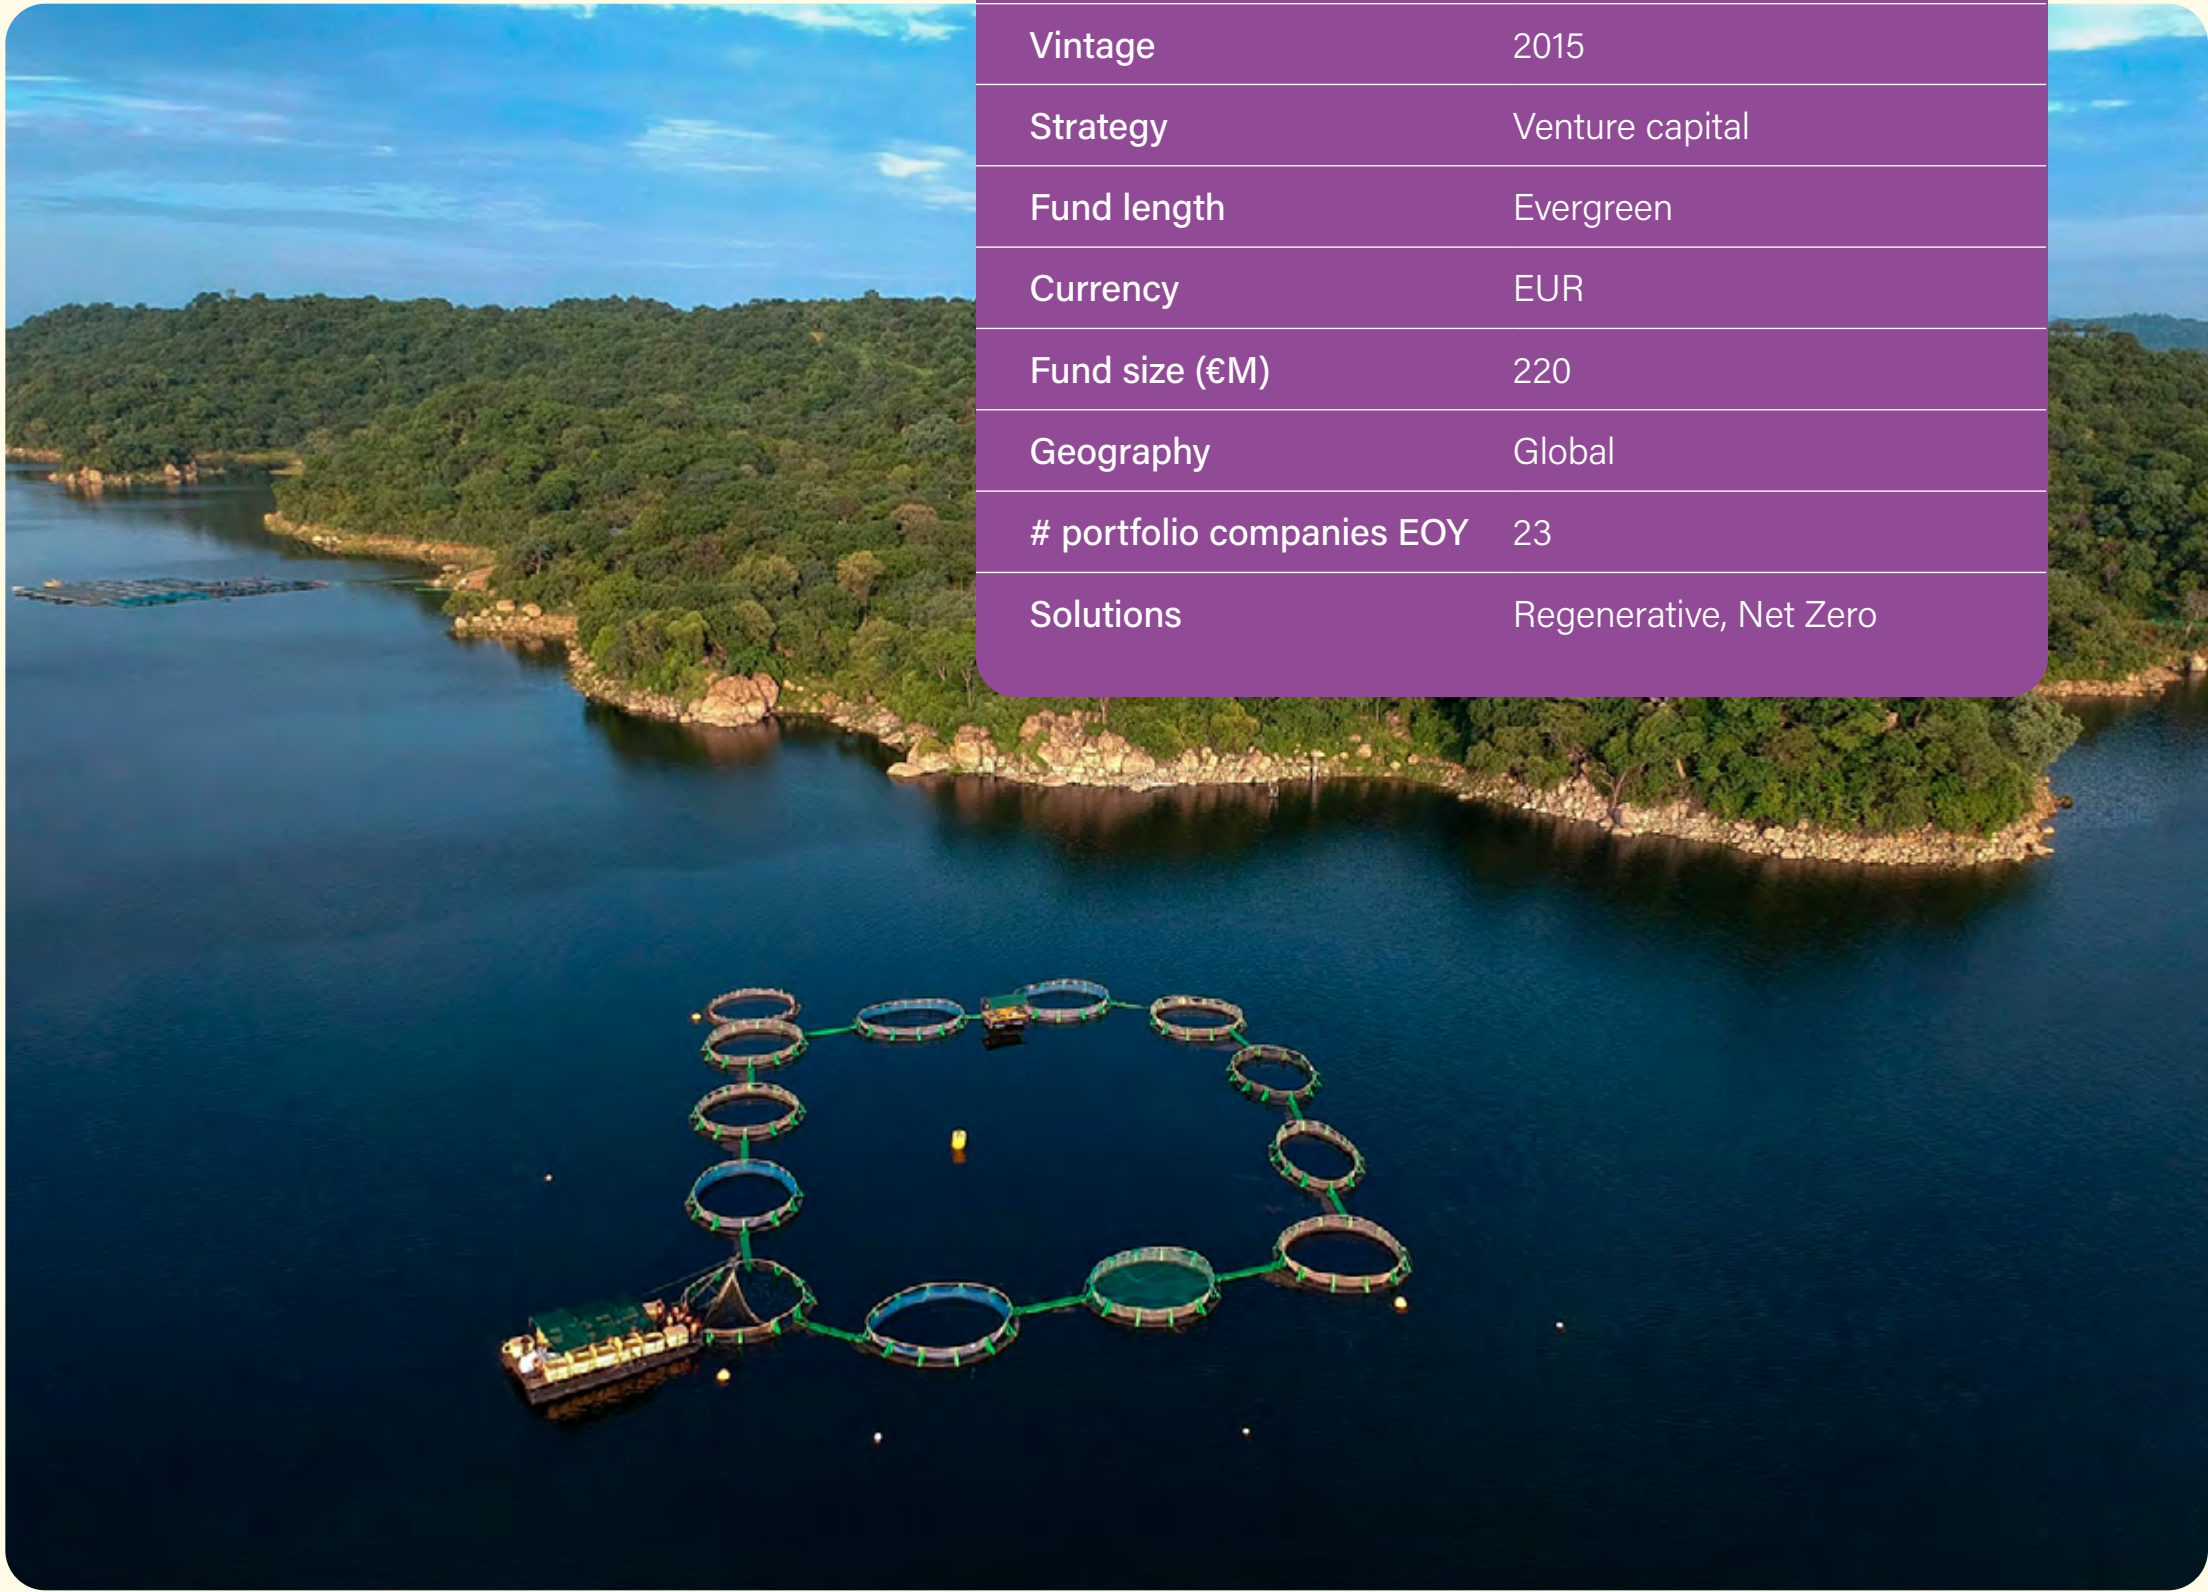 Vintage 2015
Strategy Venture capital
Fund length Evergreen
Currency EUR
Fund size (€M) 220
Geography Global
# portfolio companies EOY 23
Solutions Regenerative, Net Zero